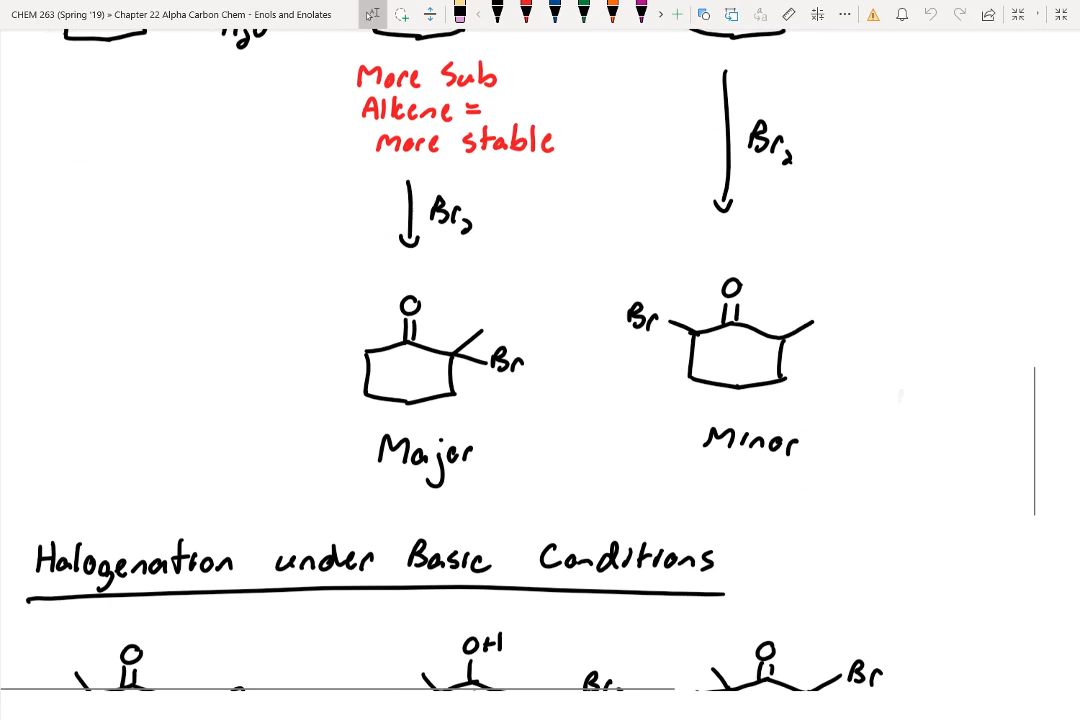 CHEM 263 (Spring '19) » Chapter 22 Alpha Carbon Chem - Enols and Enolates
More Sub
Alkene =
more stable
Br2
Br2
O
Br
Major
O
Br
Minor
Halogenation under Basic Conditions
O
OH
O
Br
Br